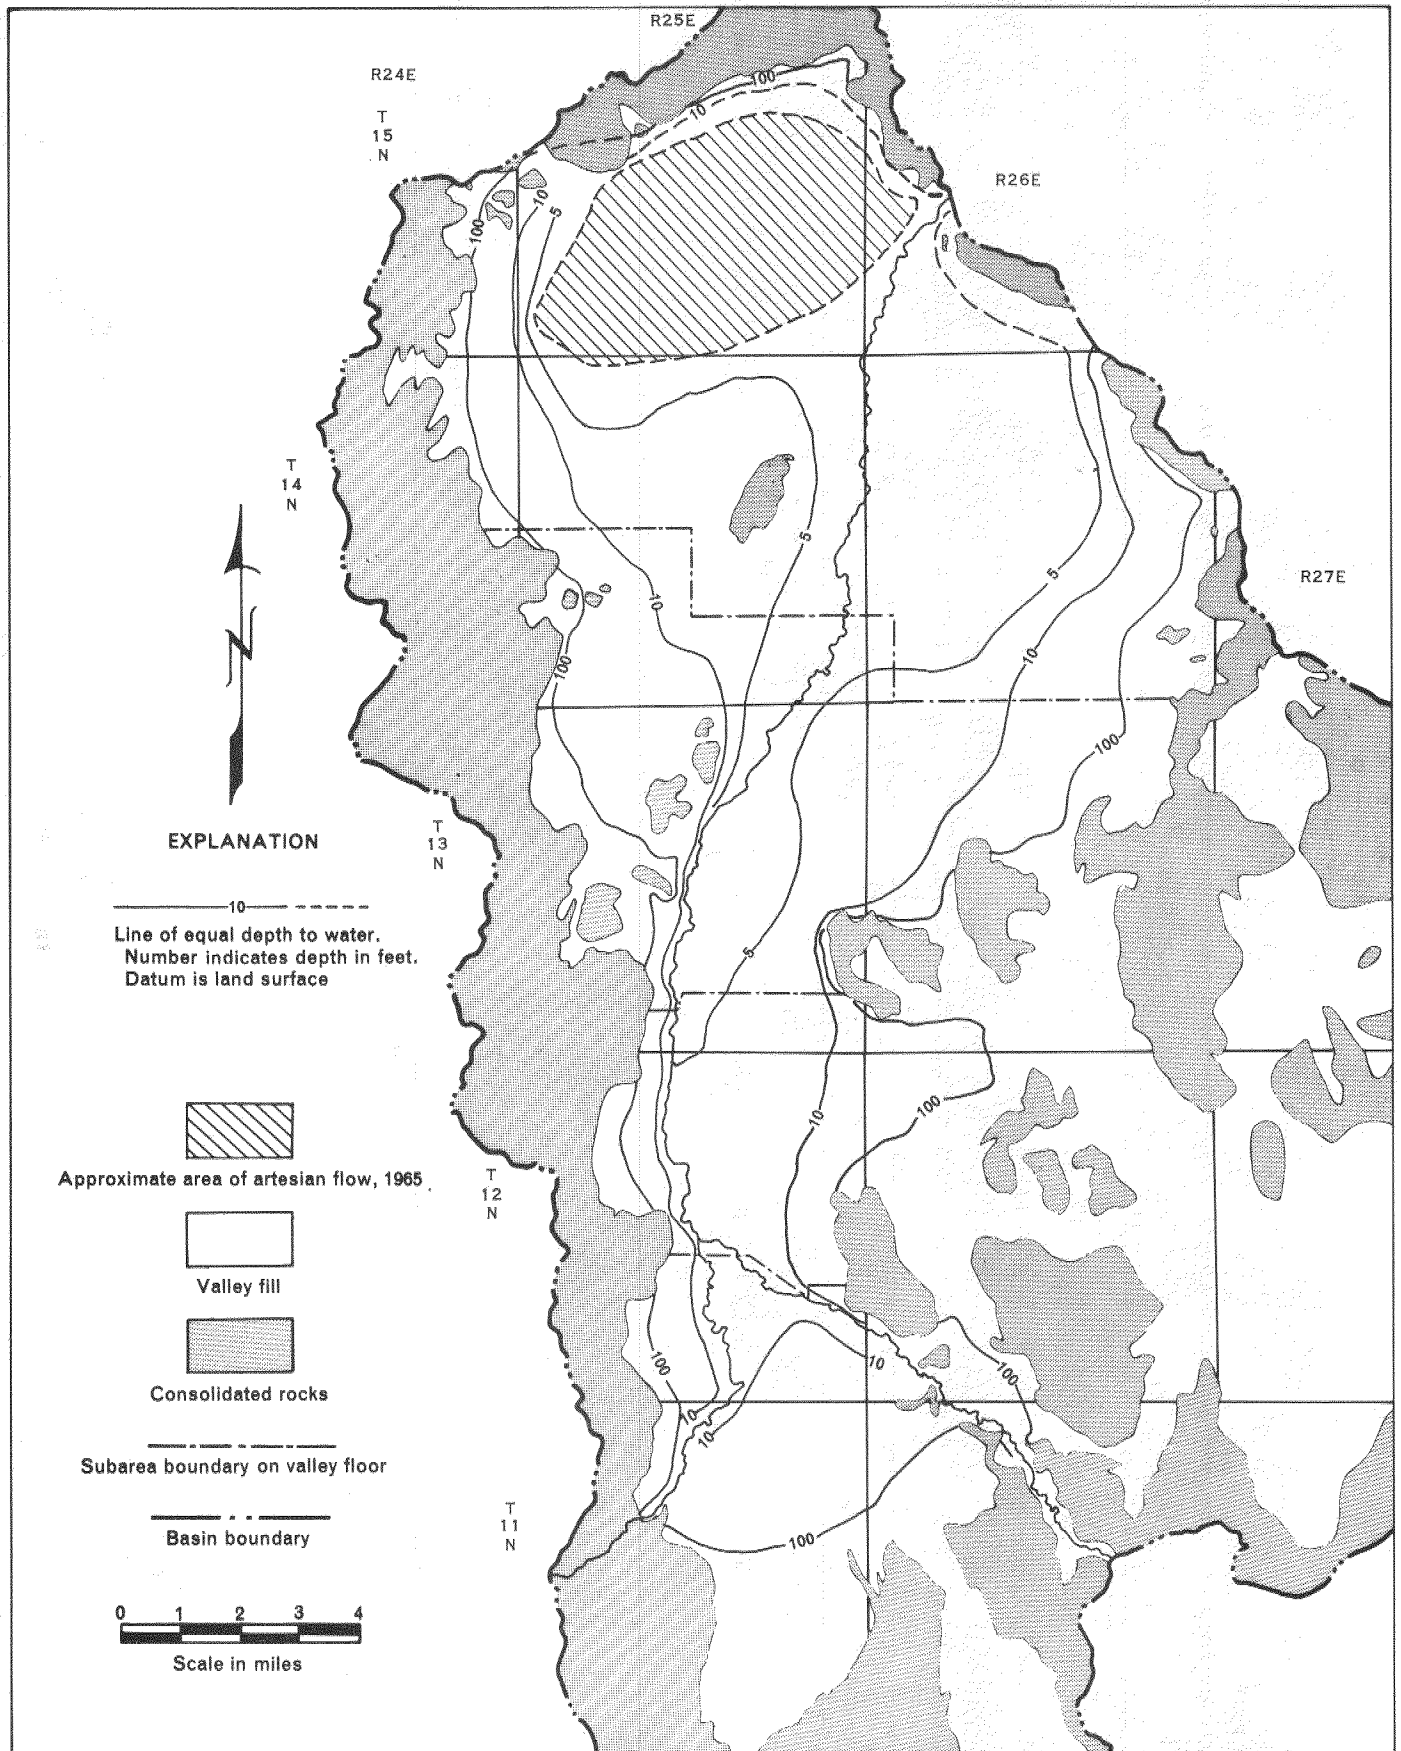 R25E
R24E
T
15
N
100
10
R26E
10
5
100
T
14
N
5
5
R27E
10
10
100
100
EXPLANATION
T
13
N
10
Line of equal depth to water.
Number indicates depth in feet.
Datum is land surface
5
10
100
Approximate area of artesian flow, 1965
T
12
N
Valley fill
100
10
100
Consolidated rocks
10
10
Subarea boundary on valley floor
T
11
N
100
Basin boundary
0 1 2 3 4
Scale in miles
N